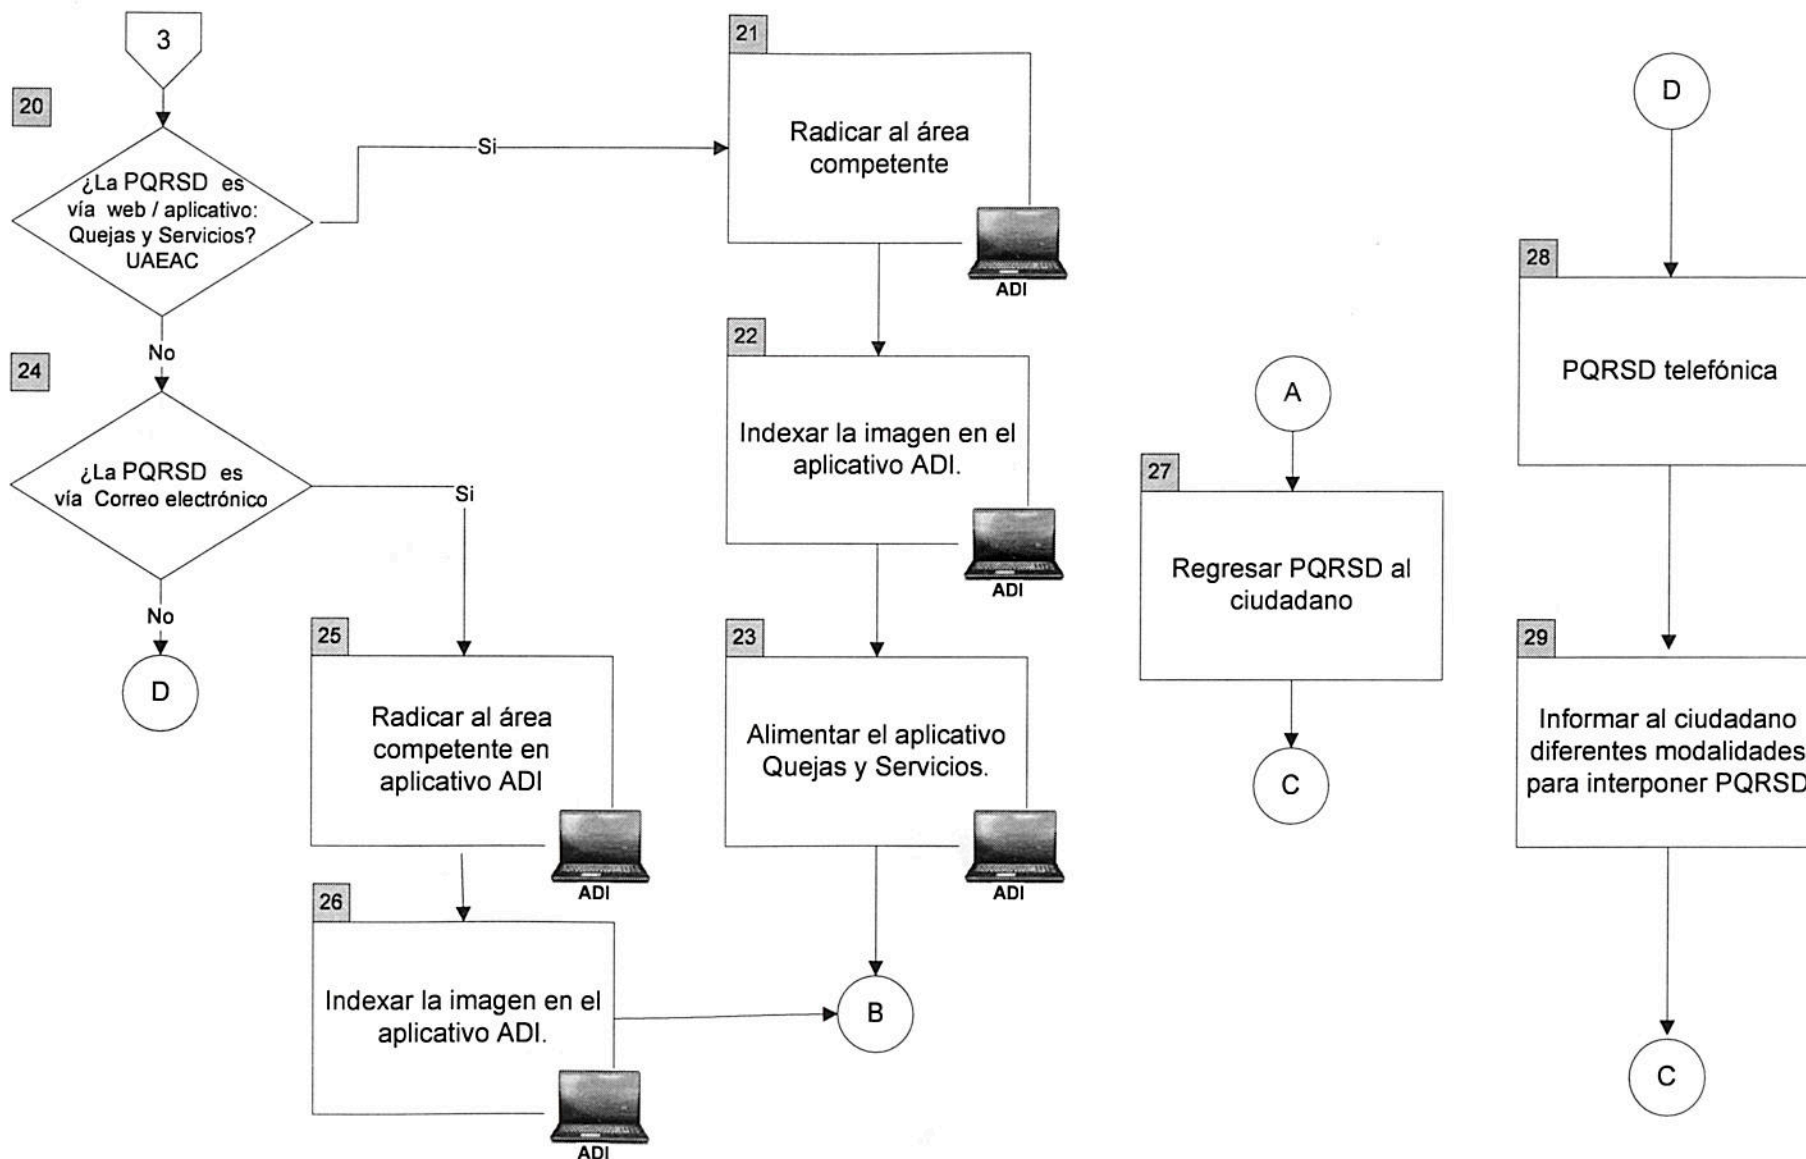 3
20
¿La PQRSD es
vía web / aplicativo:
Quejas y Servicios?
UAEAC
Si
No
24
¿La PQRSD es
vía Correo electrónico
Si
No
D
21
Radicar al área
competente
ADI
22
Indexar la imagen en el
aplicativo ADI.
ADI
23
Alimentar el aplicativo
Quejas y Servicios.
ADI
25
Radicar al área
competente en
aplicativo ADI
ADI
26
Indexar la imagen en el
aplicativo ADI.
ADI
B
A
27
Regresar PQRSD al
ciudadano
C
D
28
PQRSD telefónica
29
Informar al ciudadano
diferentes modalidades
para interponer PQRSD
C